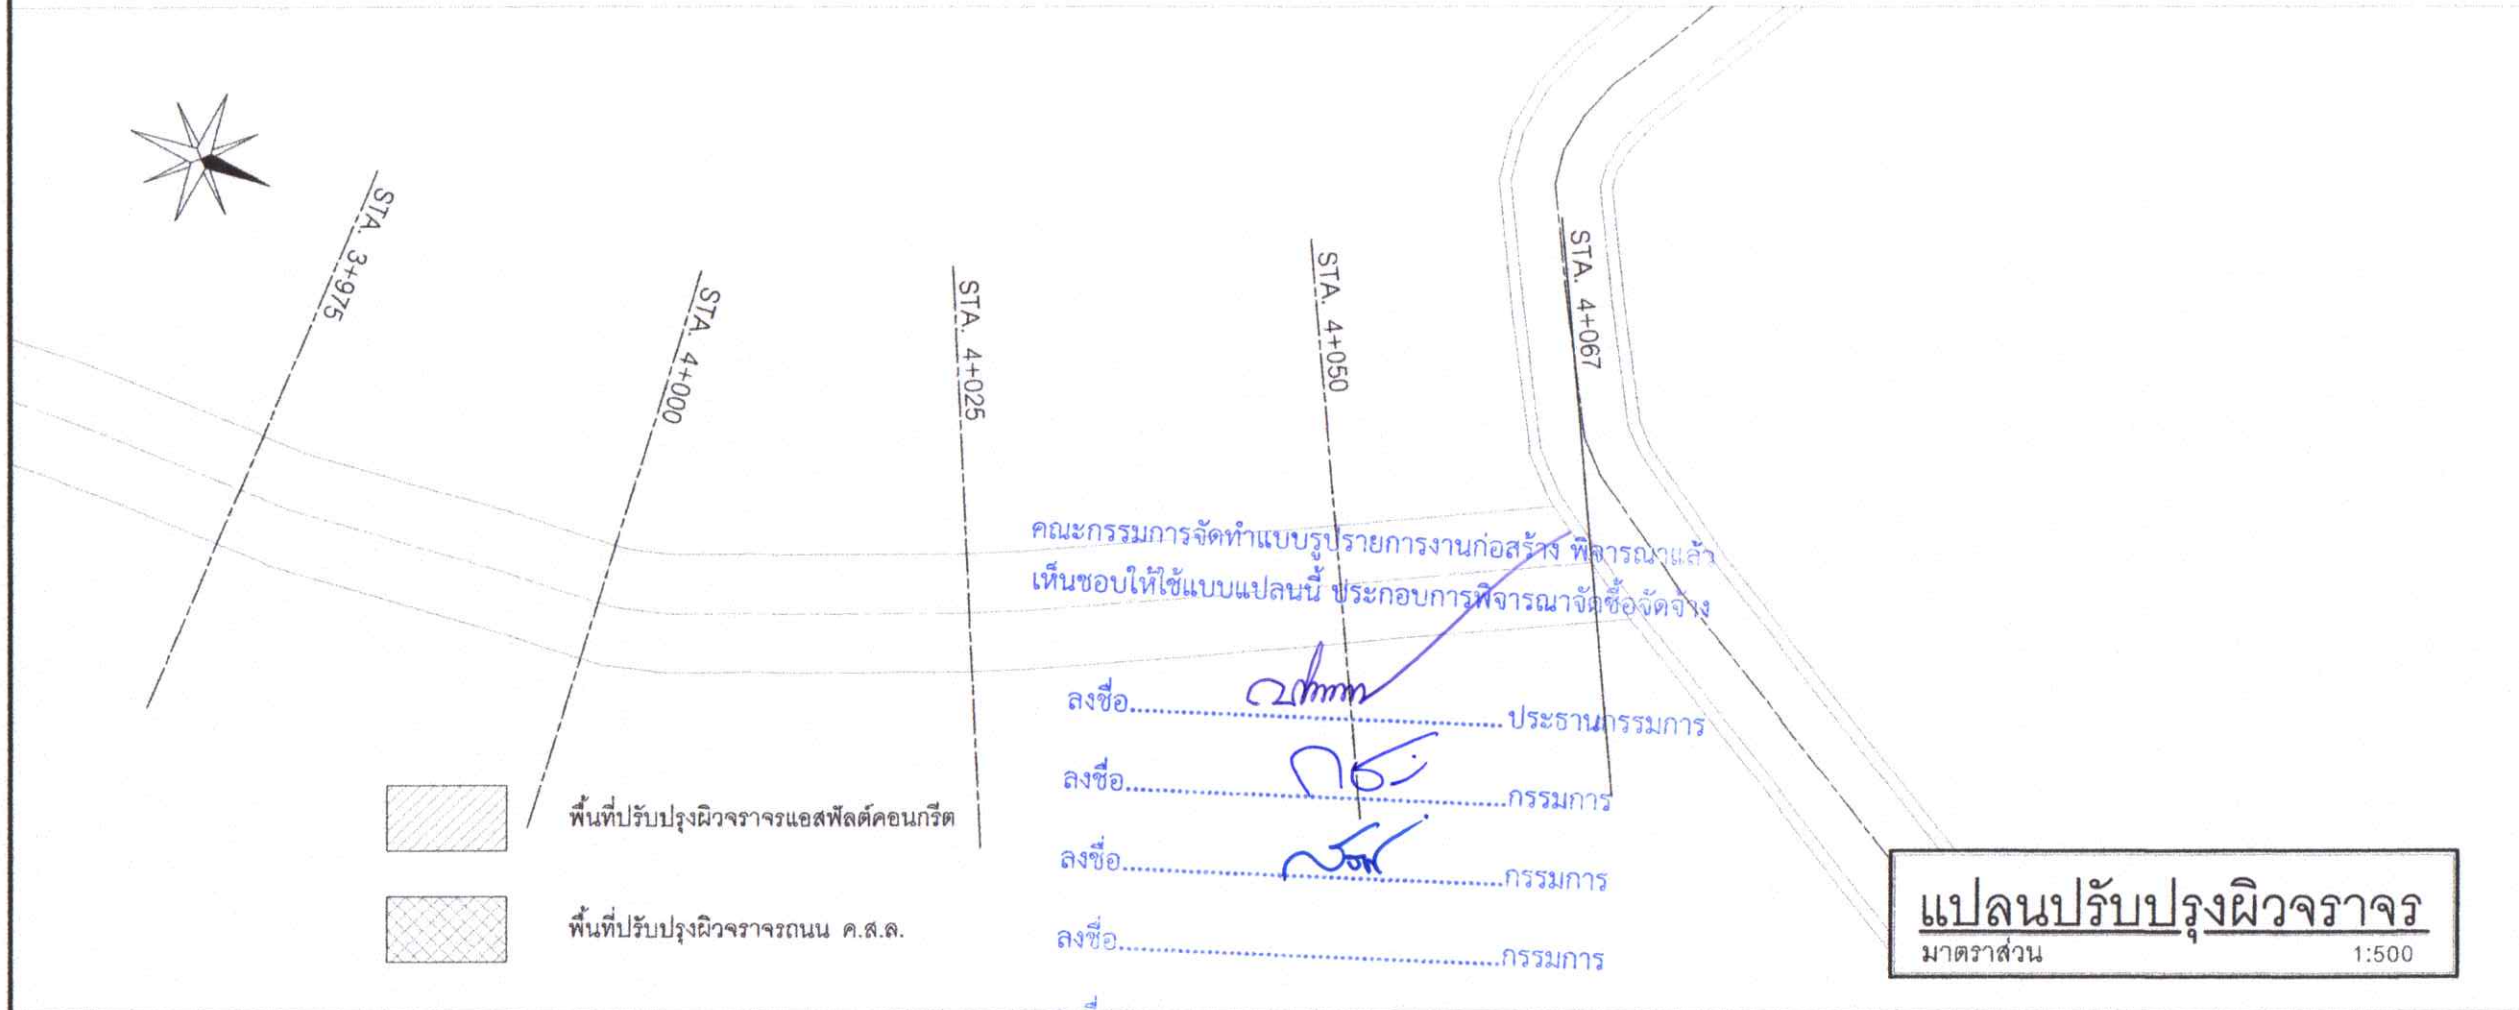 STA. 3+975
STA. 4+000
STA. 4+025
STA. 4+050
STA. 4+067
คณะกรรมการจัดทำแบบรูปรายการงานก่อสร้าง พิจารณาแล้ว
เห็นชอบให้ใช้แบบแปลนนี้ ประกอบการพิจารณาจัดซื้อจัดจ้าง
ลงชื่อ.............................................ประธานกรรมการ
ลงชื่อ.............................................กรรมการ
ลงชื่อ.............................................กรรมการ
ลงชื่อ.............................................กรรมการ
พื้นที่ปรับปรุงผิวจราจรแอสฟัลต์คอนกรีต
พื้นที่ปรับปรุงผิวจราจรถนน ค.ส.ล.
แปลนปรับปรุงผิวจราจร
มาตราส่วน 1:500